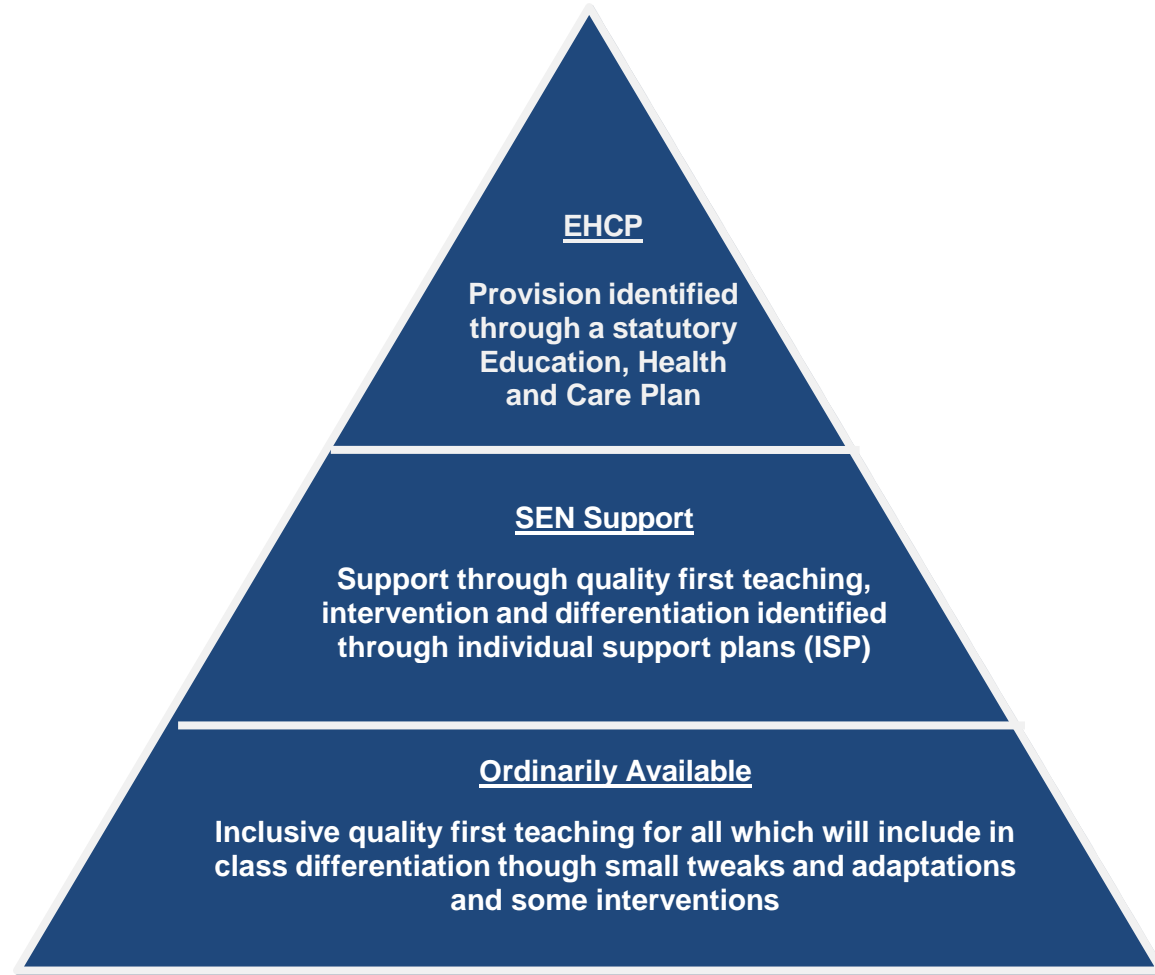 EHCP
Provision identified
through a statutory
Education, Health
and Care Plan
SEN Support
Support through quality first teaching,
intervention and differentiation identified
through individual support plans (ISP)
Ordinarily Available
Inclusive quality first teaching for all which will include in
class differentiation though small tweaks and adaptations
and some interventions